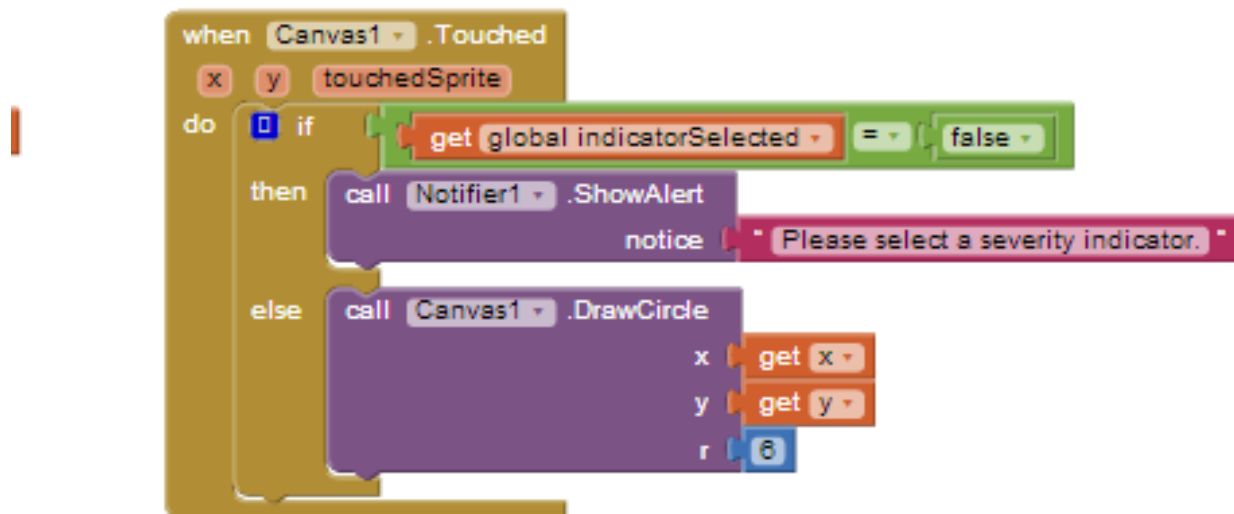 when Canvas1 .Touched
x y touchedSprite
do if get global indicatorSelected = false
then call Notifier1 .ShowAlert
notice " Please select a severity indicator. "
else call Canvas1 .DrawCircle
x get x
y get y
r 6